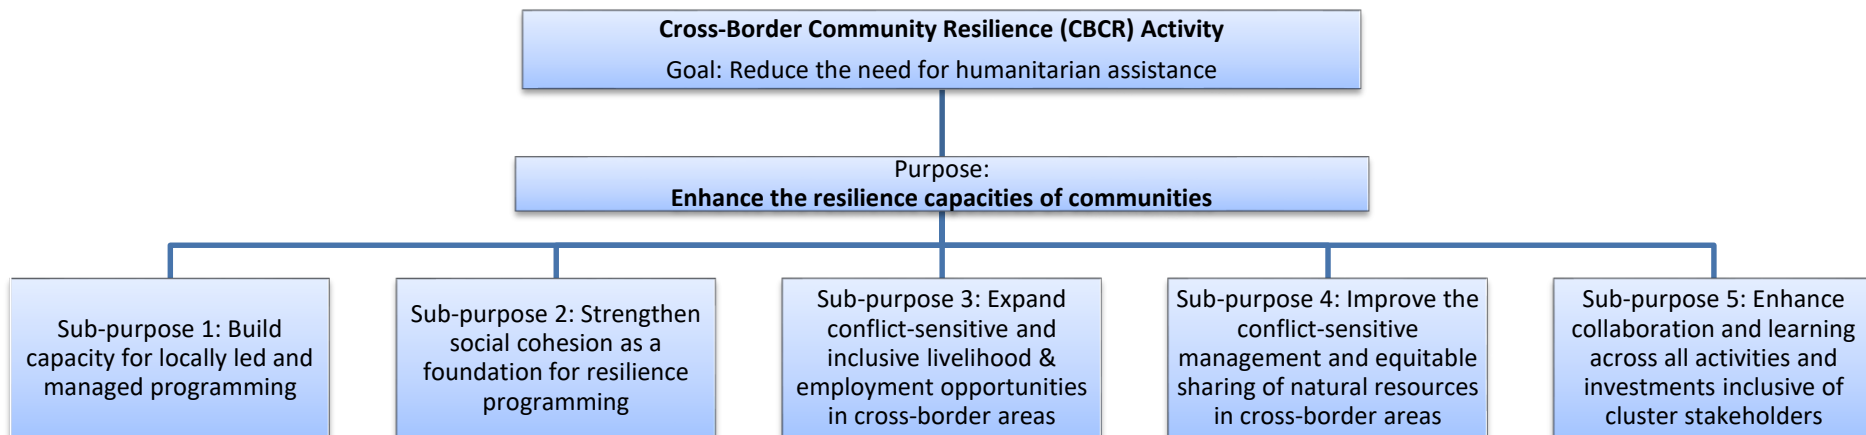 Cross-Border Community Resilience (CBCR) Activity
Goal: Reduce the need for humanitarian assistance
Purpose:
Enhance the resilience capacities of communities
Sub-purpose 1: Build
capacity for locally led and
managed programming
Sub-purpose 2: Strengthen
social cohesion as a
foundation for resilience
programming
Sub-purpose 3: Expand
conflict-sensitive and
inclusive livelihood &
employment opportunities
in cross-border areas
Sub-purpose 4: Improve the
conflict-sensitive
management and equitable
sharing of natural resources
in cross-border areas
Sub-purpose 5: Enhance
collaboration and learning
across all activities and
investments inclusive of
cluster stakeholders